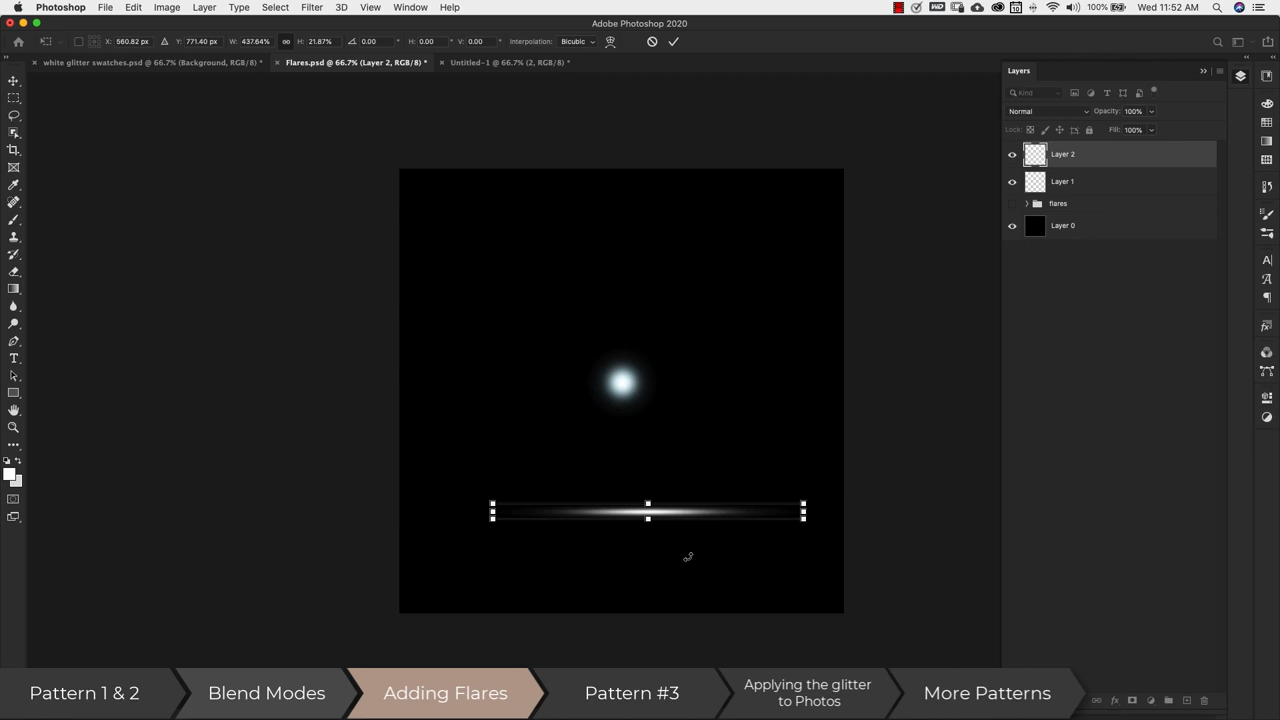 Photoshop File Edit Image Layer Type Select Filter 3D View Window Help 100% Wed 11:52 AM
Adobe Photoshop 2020
X: 560.82 px Y: 771.40 px W: 437.64% H: 21.87% 0.00 ° H: 0.00 ° V: 0.00 ° Interpolation: Bicubic
white glitter swatches.psd @ 66.7% (Background, RGB/8) * Flares.psd @ 66.7% (Layer 2, RGB/8) * Untitled-1 @ 66.7% (2, RGB/8) *
Layers
Kind
Normal Opacity: 100%
Lock: Fill: 100%
Layer 2
Layer 1
flares
Layer 0
Pattern 1 & 2
Blend Modes
Adding Flares
Pattern #3
Applying the glitter
to Photos
More Patterns